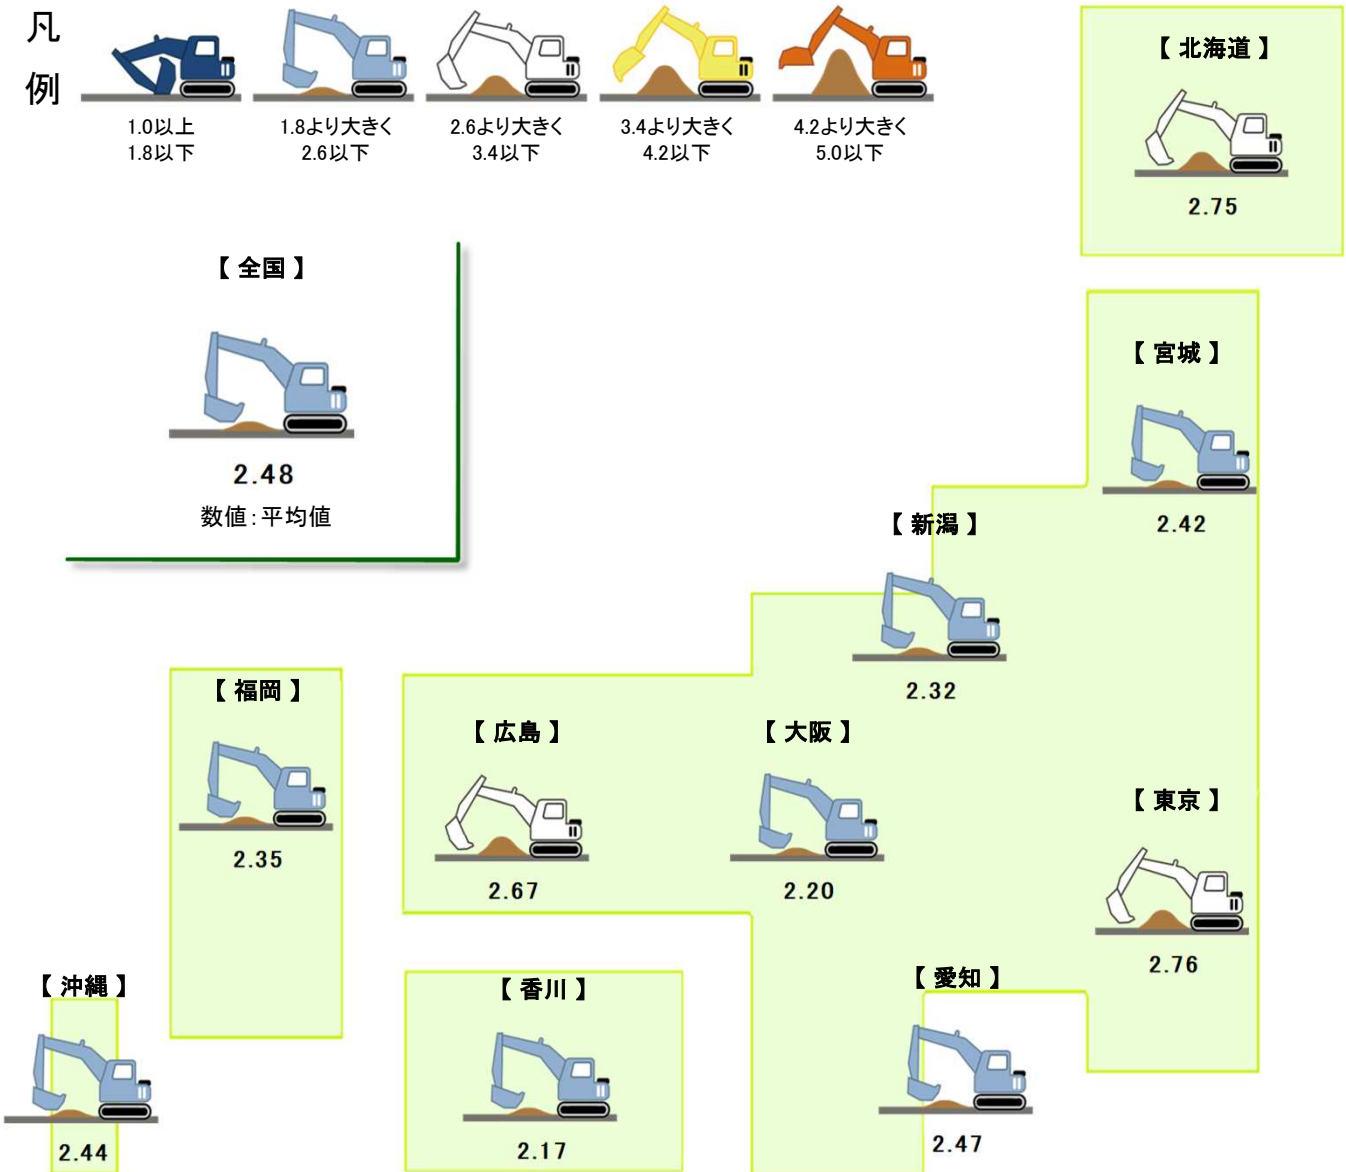 凡
例
1.0以上
1.8以下
1.8より大きく
2.6以下
2.6より大きく
3.4以下
3.4より大きく
4.2以下
4.2より大きく
5.0以下
【 北海道 】
2.75
【 全国 】
2.48
数値：平均値
【 宮城 】
2.42
【 新潟 】
2.32
【 福岡 】
2.35
【 広島 】
2.67
【 大阪 】
2.20
【 東京 】
2.76
【 沖縄 】
2.44
【 香川 】
2.17
【 愛知 】
2.47